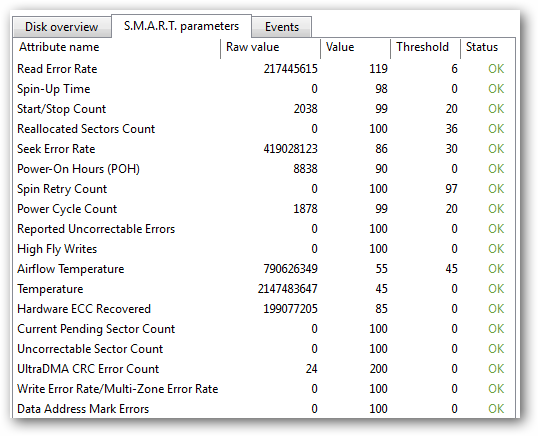 Disk overview S.M.A.R.T. parameters Events
Attribute name Raw value Value Threshold Status
Read Error Rate 217445615 119 6 OK
Spin-Up Time 0 98 0 OK
Start/Stop Count 2038 99 20 OK
Reallocated Sectors Count 0 100 36 OK
Seek Error Rate 419028123 86 30 OK
Power-On Hours (POH) 8838 90 0 OK
Spin Retry Count 0 100 97 OK
Power Cycle Count 1878 99 20 OK
Reported Uncorrectable Errors 0 100 0 OK
High Fly Writes 0 100 0 OK
Airflow Temperature 790626349 55 45 OK
Temperature 2147483647 45 0 OK
Hardware ECC Recovered 199077205 85 0 OK
Current Pending Sector Count 0 100 0 OK
Uncorrectable Sector Count 0 100 0 OK
UltraDMA CRC Error Count 24 200 0 OK
Write Error Rate/Multi-Zone Error Rate 0 100 0 OK
Data Address Mark Errors 0 100 0 OK